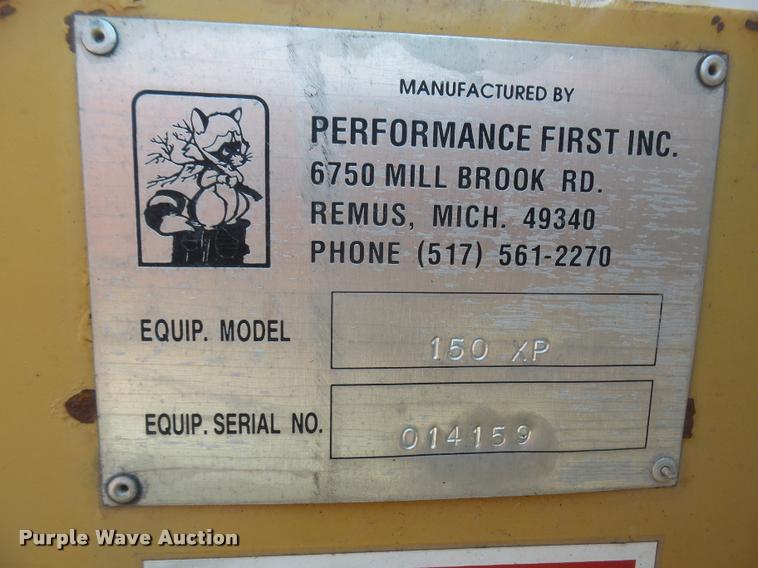 MANUFACTURED BY
PERFORMANCE FIRST INC.
6750 MILL BROOK RD.
REMUS, MICH. 49340
PHONE (517) 561-2270
EQUIP. MODEL 150 XP
EQUIP. SERIAL NO. 014159
Purple Wave Auction